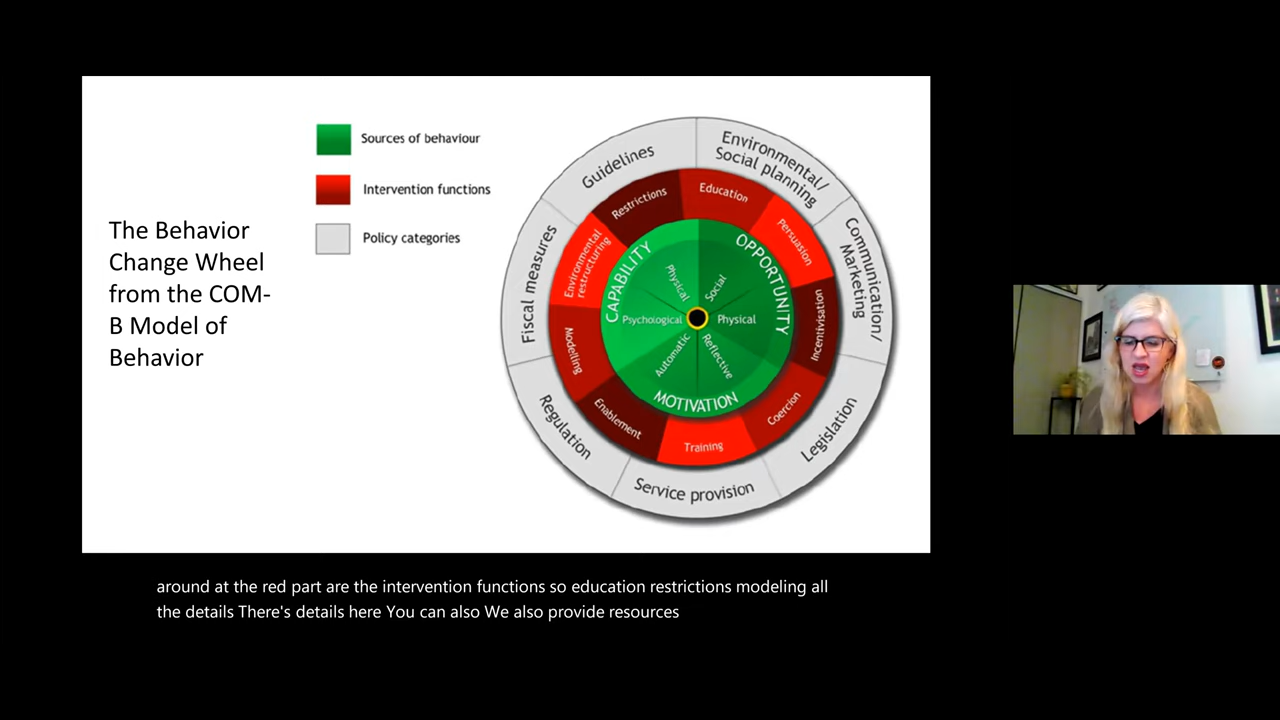 Sources of behaviour
Intervention functions
Policy categories
The Behavior
Change Wheel
from the COM-
B Model of
Behavior
Guidelines
Environmental/
Social planning
Communication/
Marketing
Legislation
Service provision
Regulation
Fiscal measures
Restrictions
Education
Persuasion
Incentivisation
Coercion
Training
Enablement
Modelling
Environmental
restructuring
CAPABILITY
OPPORTUNITY
MOTIVATION
Physical
Social
Psychological
Physical
Automatic
Reflective
around at the red part are the intervention functions so education restrictions modeling all
the details There's details here You can also We also provide resources